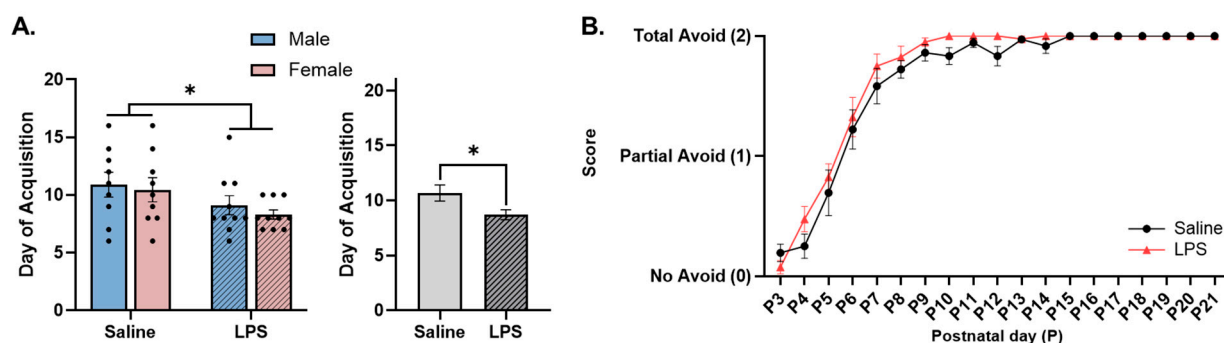 A.
Male
Female
Day of Acquisition
20
15
10
5
0
*
Saline
LPS
Day of Acquisition
20
15
10
5
0
*
Saline
LPS
B.
Score
Total Avoid (2)
Partial Avoid (1)
No Avoid (0)
Saline
LPS
P3 P4 P5 P6 P7 P8 P9 P10 P11 P12 P13 P14 P15 P16 P17 P18 P19 P20 P21
Postnatal day (P)